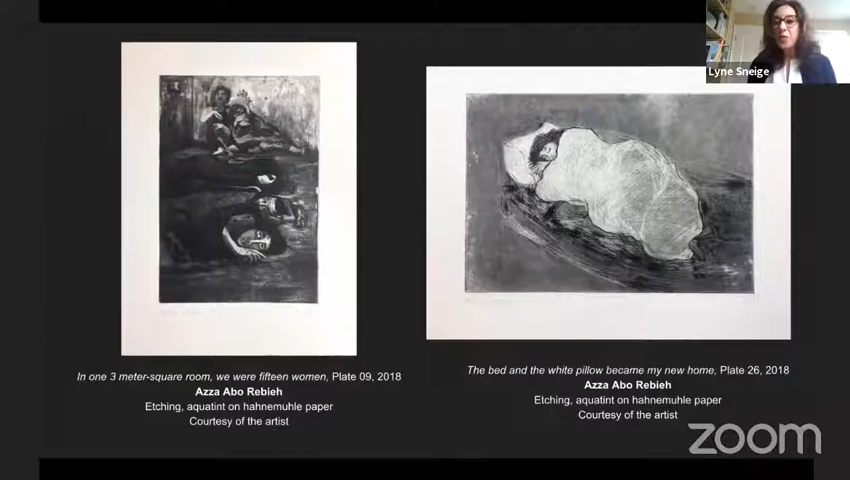 Lyne Sneige
In one 3 meter-square room, we were fifteen women, Plate 09, 2018
Azza Abo Rebieh
Etching, aquatint on hahnemuhle paper
Courtesy of the artist
The bed and the white pillow became my new home, Plate 26, 2018
Azza Abo Rebieh
Etching, aquatint on hahnemuhle paper
Courtesy of the artist
zoom